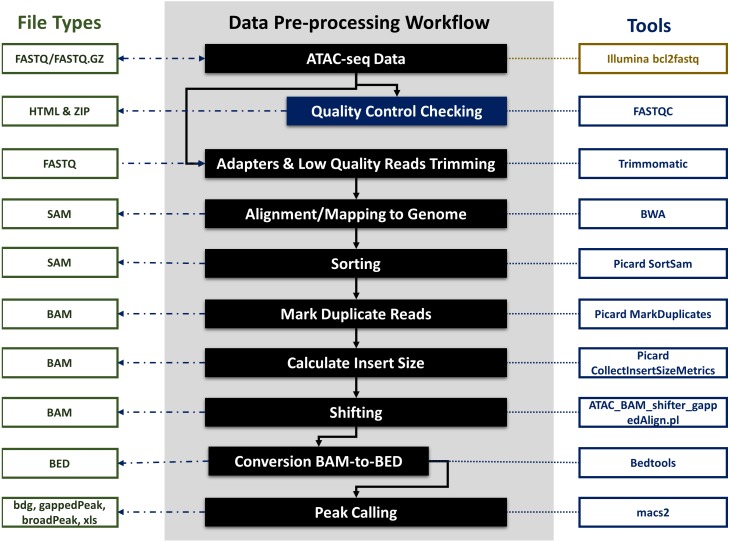 File Types
Data Pre-processing Workflow
Tools
FASTQ/FASTQ.GZ
ATAC-seq Data
Illumina bcl2fastq
HTML & ZIP
Quality Control Checking
FASTQC
FASTQ
Adapters & Low Quality Reads Trimming
Trimmomatic
SAM
Alignment/Mapping to Genome
BWA
SAM
Sorting
Picard SortSam
BAM
Mark Duplicate Reads
Picard MarkDuplicates
BAM
Calculate Insert Size
Picard
CollectInsertSizeMetrics
BAM
Shifting
ATAC_BAM_shifter_gapp
edAlign.pl
BED
Conversion BAM-to-BED
Bedtools
bdg, gappedPeak,
broadPeak, xls
Peak Calling
macs2